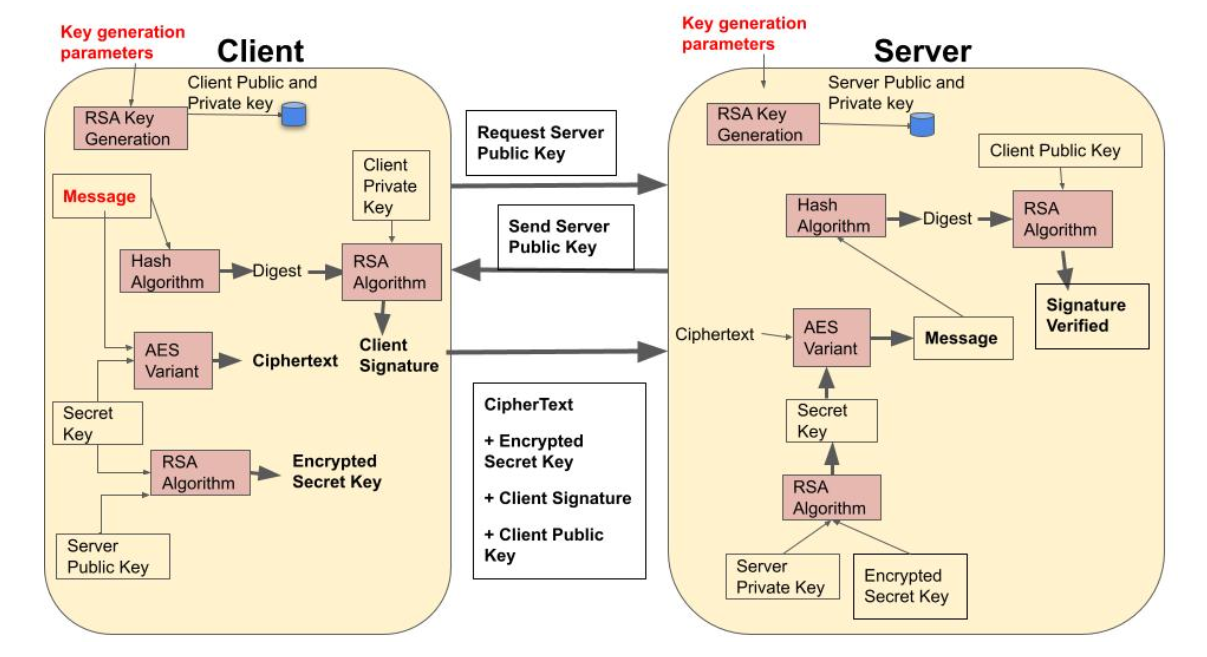 Key generation
parameters
Client
Client Public and
Private key
RSA Key
Generation
Message
Client
Private
Key
Hash
Algorithm
Digest
RSA
Algorithm
AES
Variant
Ciphertext
Client
Signature
Secret
Key
RSA
Algorithm
Encrypted
Secret Key
Server
Public Key
Request Server
Public Key
Send Server
Public Key
CipherText
+ Encrypted
Secret Key
+ Client Signature
+ Client Public
Key
Key generation
parameters
Server
Server Public and
Private key
RSA Key
Generation
Client Public Key
Hash
Algorithm
Digest
RSA
Algorithm
Signature
Verified
Ciphertext
AES
Variant
Message
Secret
Key
RSA
Algorithm
Server
Private Key
Encrypted
Secret Key